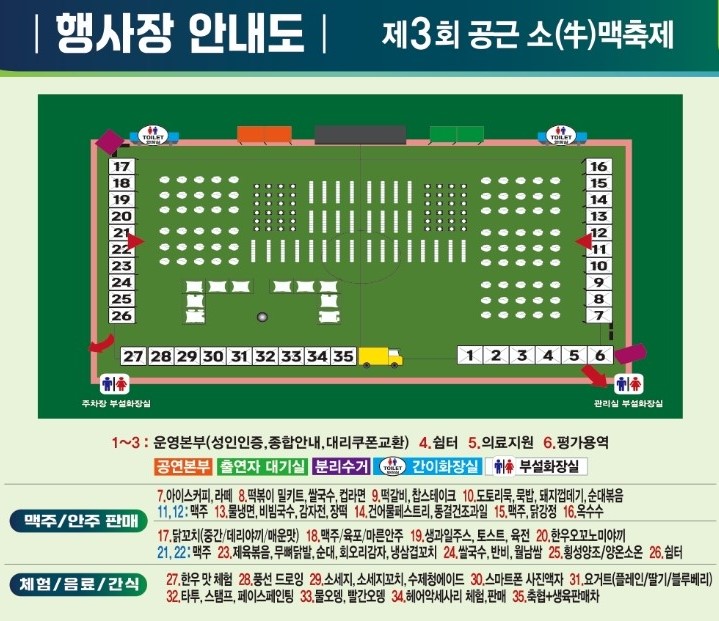 행사장 안내도
제3회 공근 소(牛)맥축제
TOILET
화장실
TOILET
화장실
17
18
19
20
21
22
23
24
25
26
16
15
14
13
12
11
10
9
8
7
27 28 29 30 31 32 33 34 35
1 2 3 4 5 6
주차장 부설화장실
관리실 부설화장실
1~3 : 운영본부(성인인증,종합안내,대리쿠폰교환) 4.쉼터 5.의료지원 6.평가용역
공연본부 출연자 대기실 분리수거 TOILET 화장실 간이화장실 부설화장실
맥주/안주 판매
7.아이스커피, 라떼 8.떡볶이 밀키트, 쌀국수, 컵라면 9.떡갈비, 찹스테이크 10.도토리묵, 묵밥, 돼지껍데기, 순대볶음
11, 12: 맥주 13.물냉면, 비빔국수, 감자전, 장떡 14.건어물페스트리, 통걸건조과일 15.맥주, 닭강정 16.옥수수
17.닭꼬치(중간/데리야끼/매운맛) 18.맥주/육포/마른안주 19.생과일주스, 토스트, 육전 20.한우오꼬노미야끼
21, 22: 맥주 23.제육볶음, 무뼈닭발, 순대, 회오리감자, 냉삼겹꼬치 24.쌀국수, 반비, 월남쌈 25.횡성양조/양온소온 26.쉼터
체험/음료/간식
27.한우 맛 체험 28.풍선 드로잉 29.소세지, 소세지꼬치, 수제청에이드 30.스마트폰 사진액자 31.요거트(플레인/딸기/블루베리)
32.타투, 스탬프, 페이스페인팅 33.물오뎅, 빨간오뎅 34.헤어악세사리 체험,판매 35.축협+생육판매차